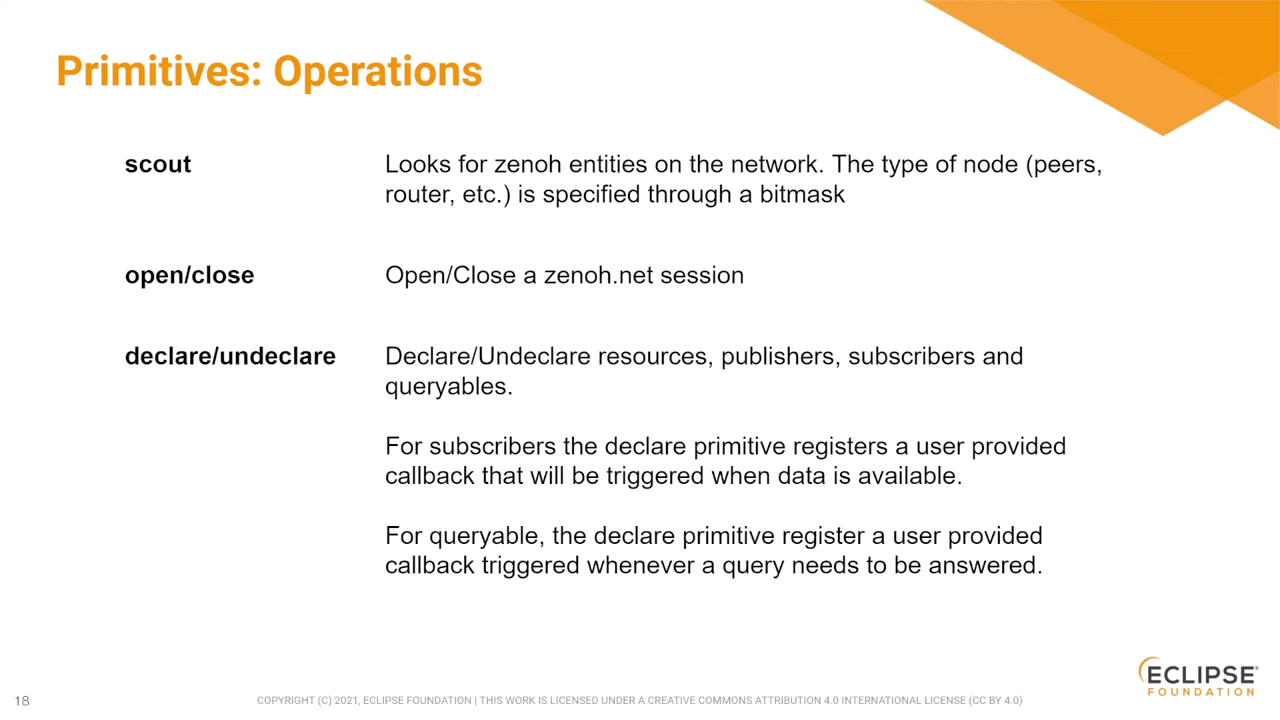 Primitives: Operations
scout
Looks for zenoh entities on the network. The type of node (peers,
router, etc.) is specified through a bitmask
open/close
Open/Close a zenoh.net session
declare/undeclare
Declare/Undeclare resources, publishers, subscribers and
queryables.
For subscribers the declare primitive registers a user provided
callback that will be triggered when data is available.
For queryable, the declare primitive register a user provided
callback triggered whenever a query needs to be answered.
18
COPYRIGHT (C) 2021, ECLIPSE FOUNDATION | THIS WORK IS LICENSED UNDER A CREATIVE COMMONS ATTRIBUTION 4.0 INTERNATIONAL LICENSE (CC BY 4.0)
ECLIPSE
FOUNDATION